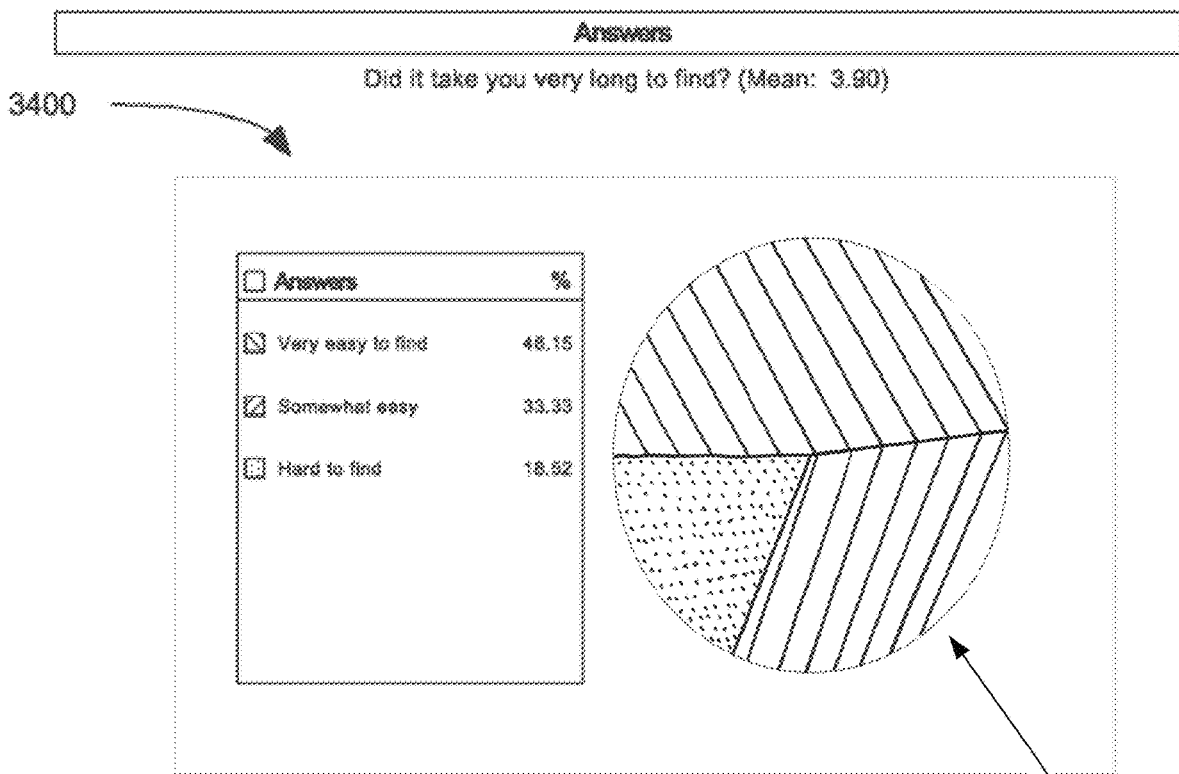 Answers
Did it take you very long to find? (Mean: 3.90)
3400
Answers %
Very easy to find 48.15
Somewhat easy 33.33
Hard to find 18.52